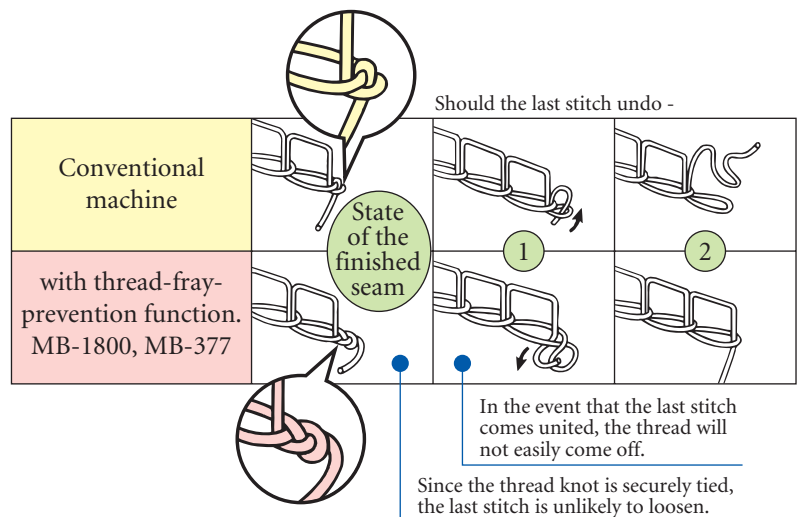 Should the last stitch undo -
Conventional
machine
State
of the
finished
seam
1
2
with thread-fray-
prevention function.
MB-1800, MB-377
In the event that the last stitch
comes united, the thread will
not easily come off.
Since the thread knot is securely tied,
the last stitch is unlikely to loosen.